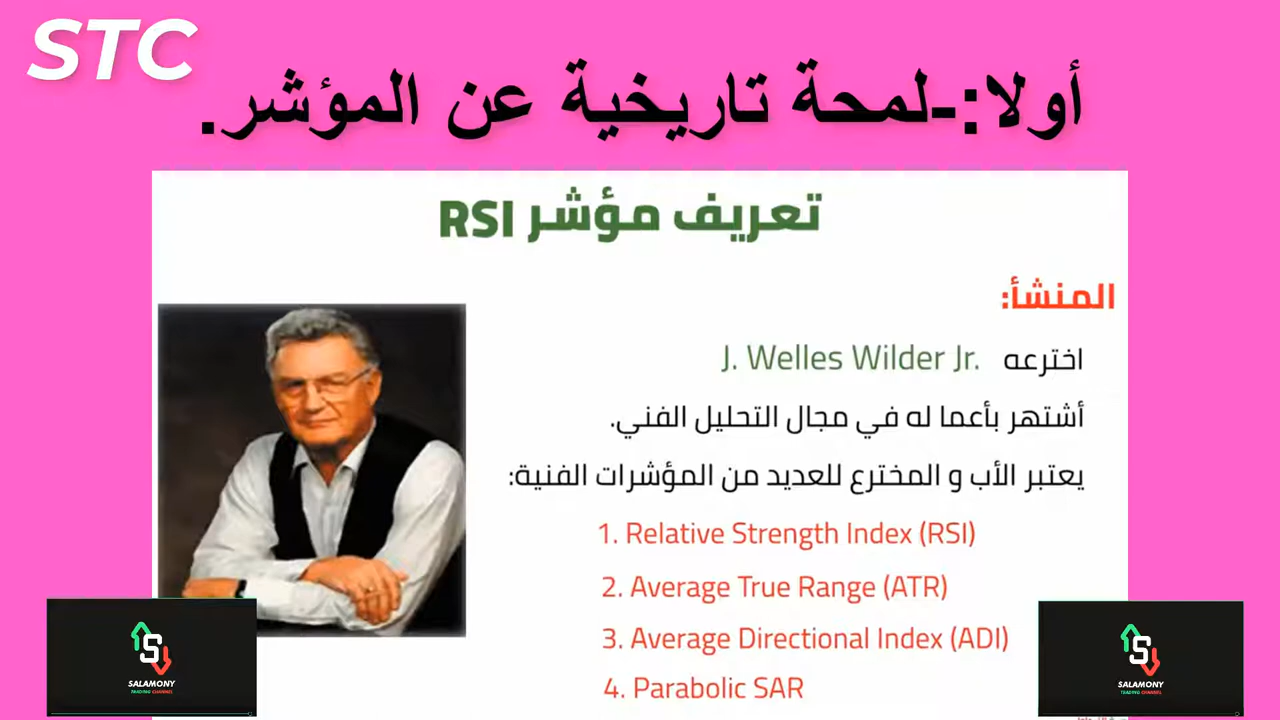 STC
أولا:-لمحة تاريخية عن المؤشر.
تعريف مؤشر RSI
المنشأ:
اخترعه J. Welles Wilder Jr.
أشتهر بأعما له في مجال التحليل الفني.
يعتبر الأب و المخترع للعديد من المؤشرات الفنية:
1. Relative Strength Index (RSI)
2. Average True Range (ATR)
3. Average Directional Index (ADI)
4. Parabolic SAR
S
SALAMONY
TRADING CHANNEL
S
SALAMONY
TRADING CHANNEL